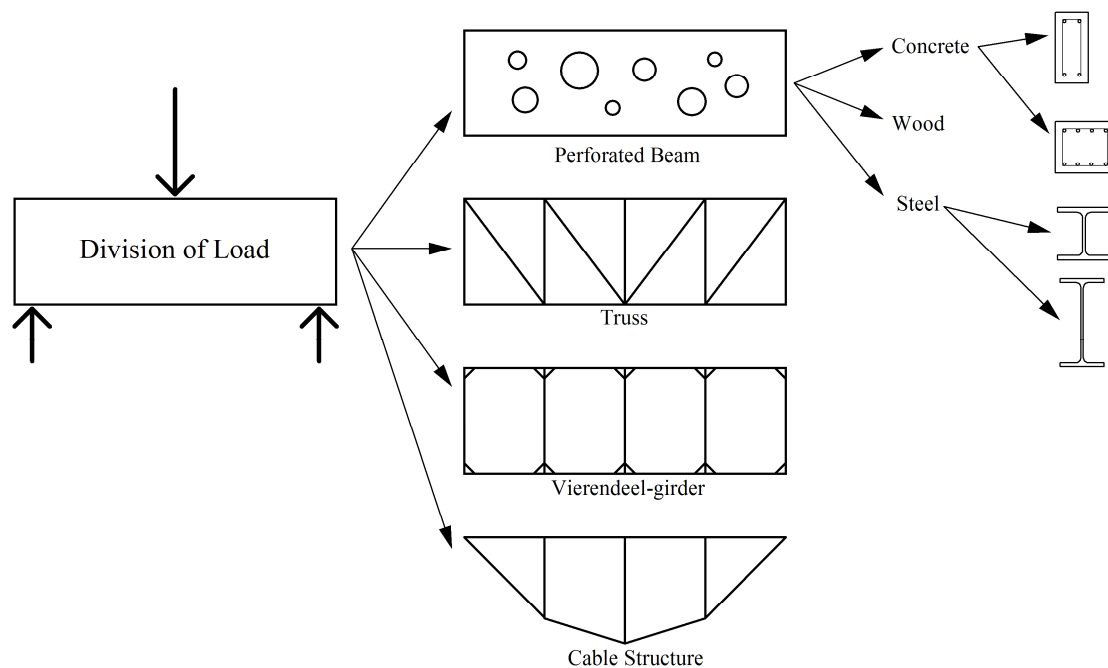 Division of Load
Perforated Beam
Truss
Vierendeel-girder
Cable Structure
Concrete
Wood
Steel